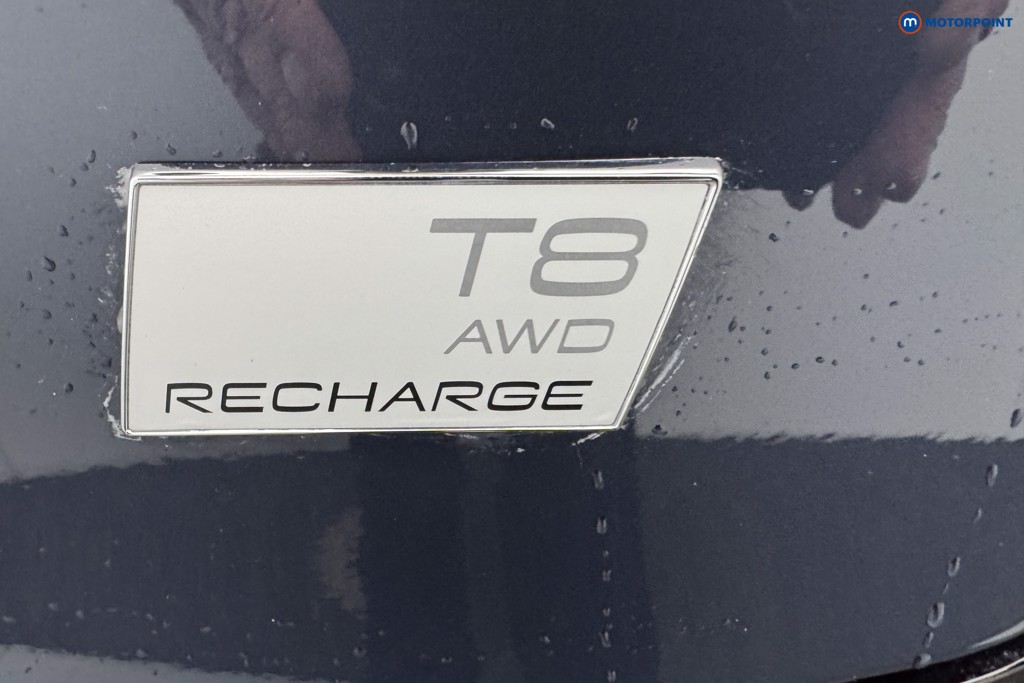 m MOTORPOINT
T8
AWD
RECHARGE